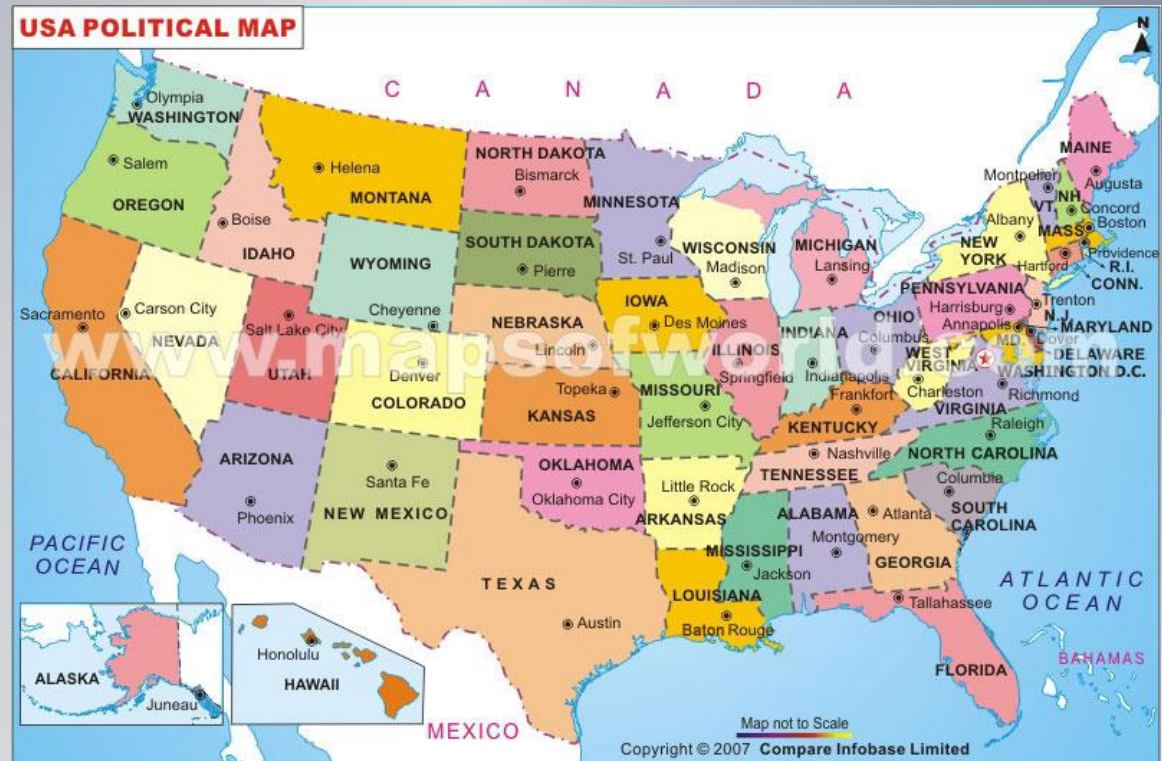 USA POLITICAL MAP
N
C A N A D A
Olympia
WASHINGTON
Salem
OREGON
Helena
MONTANA
Boise
IDAHO
NORTH DAKOTA
Bismarck
MINNESOTA
St. Paul
SOUTH DAKOTA
Pierre
WYOMING
Cheyenne
WISCONSIN
Madison
MICHIGAN
Lansing
MAINE
Augusta
Montpelier
VT.
NH
Concord
Albany
NEW
YORK
MASS
Boston
Providence
R.I.
Hartford
CONN.
Sacramento
CALIFORNIA
Carson City
NEVADA
Salt Lake City
UTAH
Denver
COLORADO
NEBRASKA
Lincoln
IOWA
Des Moines
Topeka
KANSAS
MISSOURI
Jefferson City
ILLINOIS
Springfield
INDIANA
Indianapolis
OHIO
Columbus
PENNSYLVANIA
Harrisburg
Trenton
N.J.
Annapolis
MARYLAND
MD.
Dover
DELAWARE
WASHINGTON D.C.
WEST
VIRGINIA
Charleston
VIRGINIA
Richmond
Frankfort
KENTUCKY
www.mapsofworld.com
ARIZONA
Phoenix
Santa Fe
NEW MEXICO
OKLAHOMA
Oklahoma City
Little Rock
ARKANSAS
Nashville
TENNESSEE
Raleigh
NORTH CAROLINA
Columbia
SOUTH
CAROLINA
TEXAS
Austin
LOUISIANA
Baton Rouge
MISSISSIPPI
Jackson
ALABAMA
Montgomery
Atlanta
GEORGIA
Tallahassee
FLORIDA
PACIFIC
OCEAN
ATLANTIC
OCEAN
BAHAMAS
ALASKA
Juneau
Honolulu
HAWAII
MEXICO
Map not to Scale
Copyright © 2007 Compare Infobase Limited